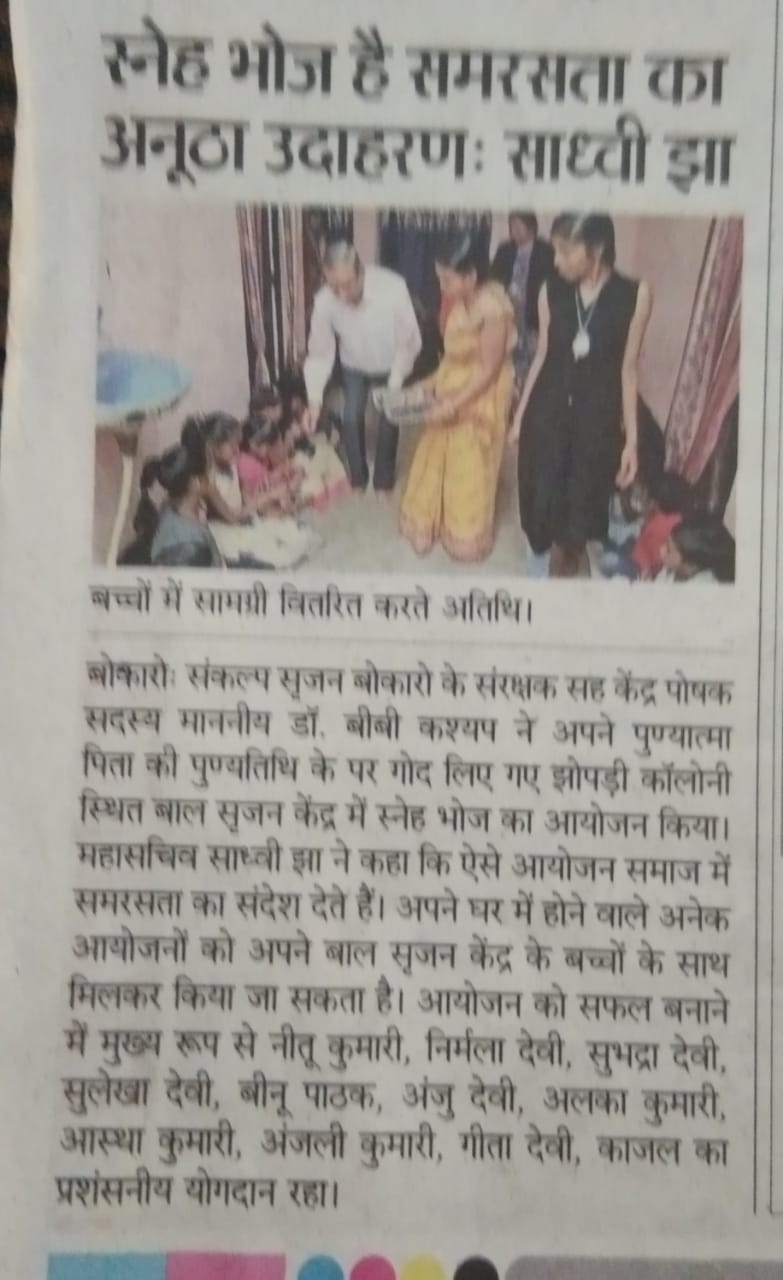 स्नेह भोज है समरसता का
अनूठा उदाहरणः साध्वी झा
बच्चों में सामग्री वितरित करते अतिथि।
बोकारोः संकल्प सृजन बोकारो के संरक्षक सह केंद्र पोषक
सदस्य माननीय डॉ. बीबी कश्यप ने अपने पुण्यात्मा
पिता की पुण्यतिथि के पर गोद लिए गए झोपड़ी कॉलोनी
स्थित बाल सृजन केंद्र में स्नेह भोज का आयोजन किया।
महासचिव साध्वी झा ने कहा कि ऐसे आयोजन समाज में
समरसता का संदेश देते हैं। अपने घर में होने वाले अनेक
आयोजनों को अपने बाल सृजन केंद्र के बच्चों के साथ
मिलकर किया जा सकता है। आयोजन को सफल बनाने
में मुख्य रूप से नीतू कुमारी, निर्मला देवी, सुभद्रा देवी,
सुलेखा देवी, बीनू पाठक, अंजु देवी, अलका कुमारी,
आस्था कुमारी, अंजली कुमारी, गीता देवी, काजल का
प्रशंसनीय योगदान रहा।